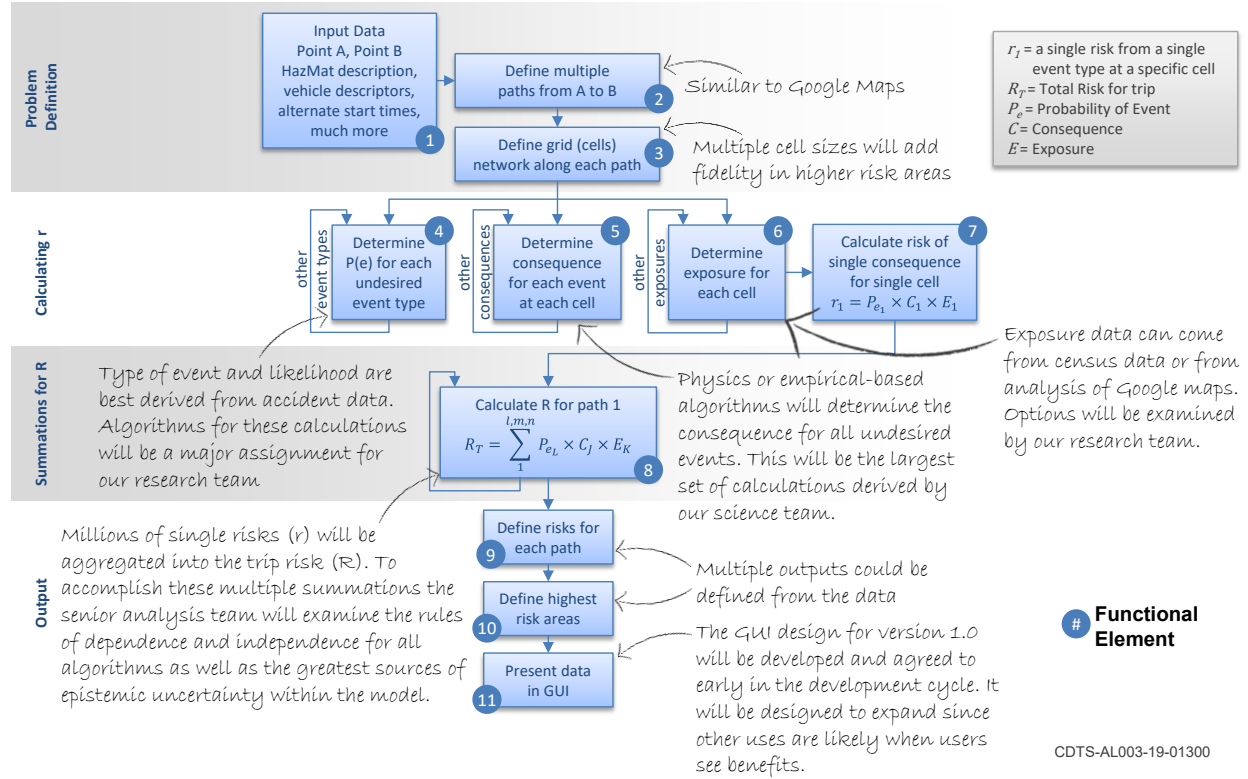 Problem
Definition
Input Data
Point A, Point B
HazMat description,
vehicle descriptors,
alternate start times,
much more
1
Define multiple
paths from A to B
2
Similar to Google Maps
Define grid (cells)
network along each path
3
Multiple cell sizes will add
fidelity in higher risk areas
r₁ = a single risk from a single
event type at a specific cell
R_T = Total Risk for trip
P_e = Probability of Event
C = Consequence
E = Exposure
Calculating r
other
event types
4
Determine
P(e) for each
undesired
event type
other
consequences
5
Determine
consequence
for each event
at each cell
other
exposures
6
Determine
exposure for
each cell
7
Calculate risk of
single consequence
for single cell
r₁ = P_e₁ × C₁ × E₁
Type of event and likelihood are
best derived from accident data.
Algorithms for these calculations
will be a major assignment for
our research team
Physics or empirical-based
algorithms will determine the
consequence for all undesired
events. This will be the largest
set of calculations derived by
our science team.
Exposure data can come
from census data or from
analysis of Google maps.
Options will be examined
by our research team.
Summations for R
Calculate R for path 1
l,m,n
R_T = ∑ P_e_L × C_J × E_K
1
8
Output
Millions of single risks (r) will be
aggregated into the trip risk (R). To
accomplish these multiple summations the
senior analysis team will examine the rules
of dependence and independence for all
algorithms as well as the greatest sources of
epistemic uncertainty within the model.
Define risks for
each path
9
Define highest
risk areas
10
Present data
in GUI
11
Multiple outputs could be
defined from the data
The GUI design for version 1.0
will be developed and agreed to
early in the development cycle. It
will be designed to expand since
other uses are likely when users
see benefits.
# Functional
Element
CDTS-AL003-19-01300